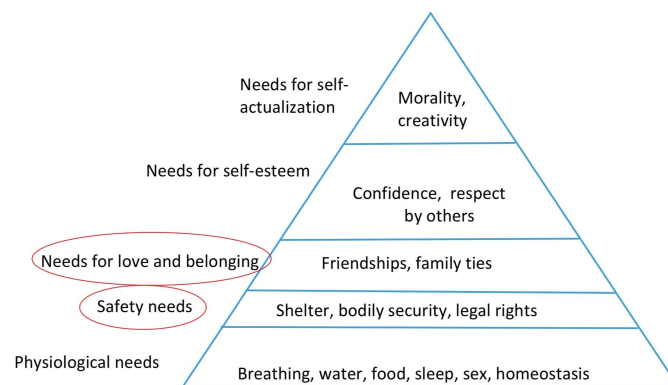 Needs for self-
actualization
Morality,
creativity
Needs for self-esteem
Confidence, respect
by others
Needs for love and belonging
Friendships, family ties
Safety needs
Shelter, bodily security, legal rights
Physiological needs
Breathing, water, food, sleep, sex, homeostasis